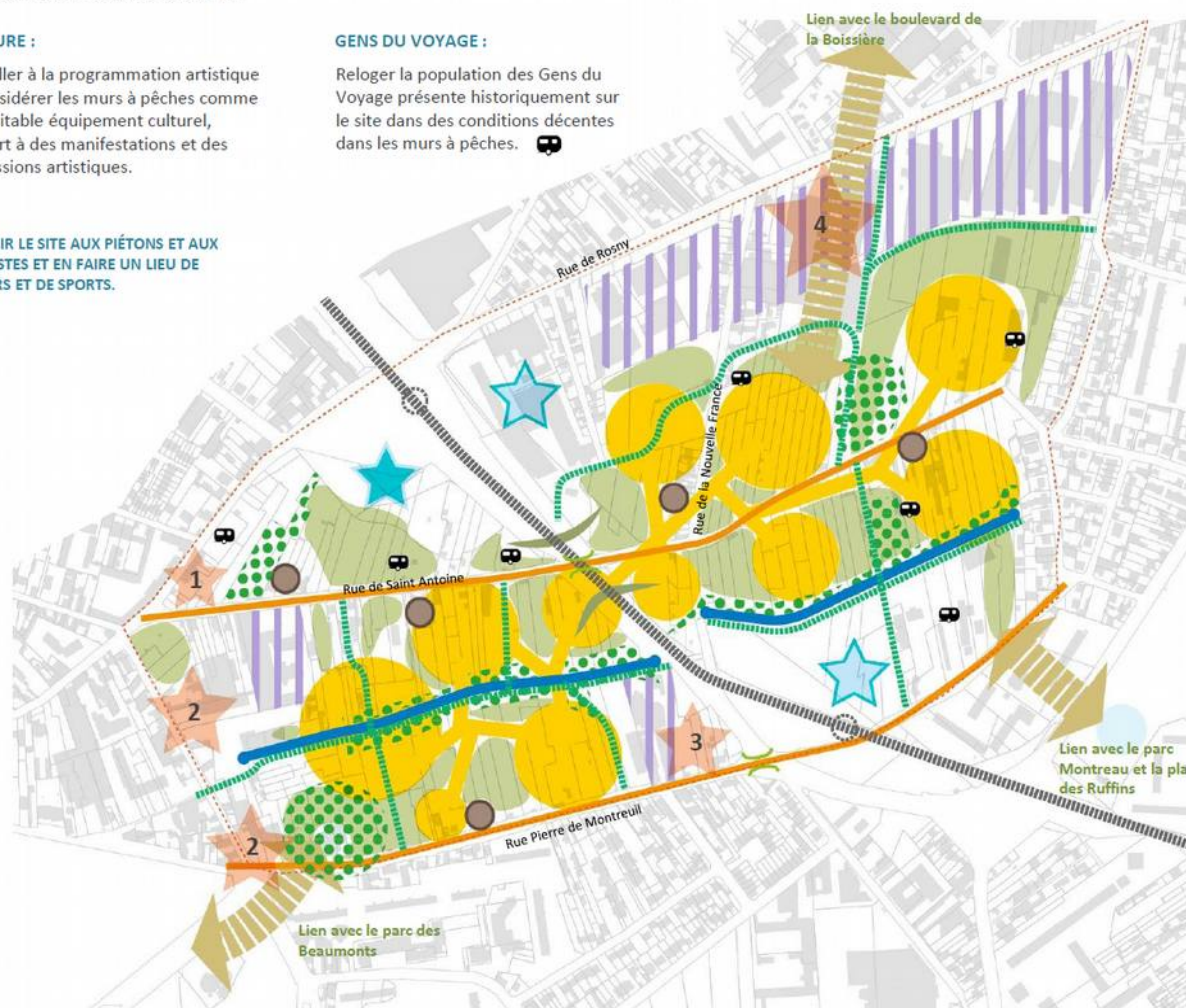 URE :
ller à la programmation artistique
sidérer les murs à pêches comme
itable équipement culturel,
rt à des manifestations et des
ssions artistiques.
GENS DU VOYAGE :
Reloger la population des Gens du
Voyage présente historiquement sur
le site dans des conditions décentes
dans les murs à pêches.
IR LE SITE AUX PIÉTONS ET AUX
STES ET EN FAIRE UN LIEU DE
RS ET DE SPORTS.
Lien avec le boulevard de
la Boissière
4
Rue de Rosny
Rue de la Nouvelle France
1
Rue de Saint Antoine
2
3
Lien avec le parc
Montreau et la pla
des Ruffins
Rue Pierre de Montreuil
2
Lien avec le parc des
Beaumonts